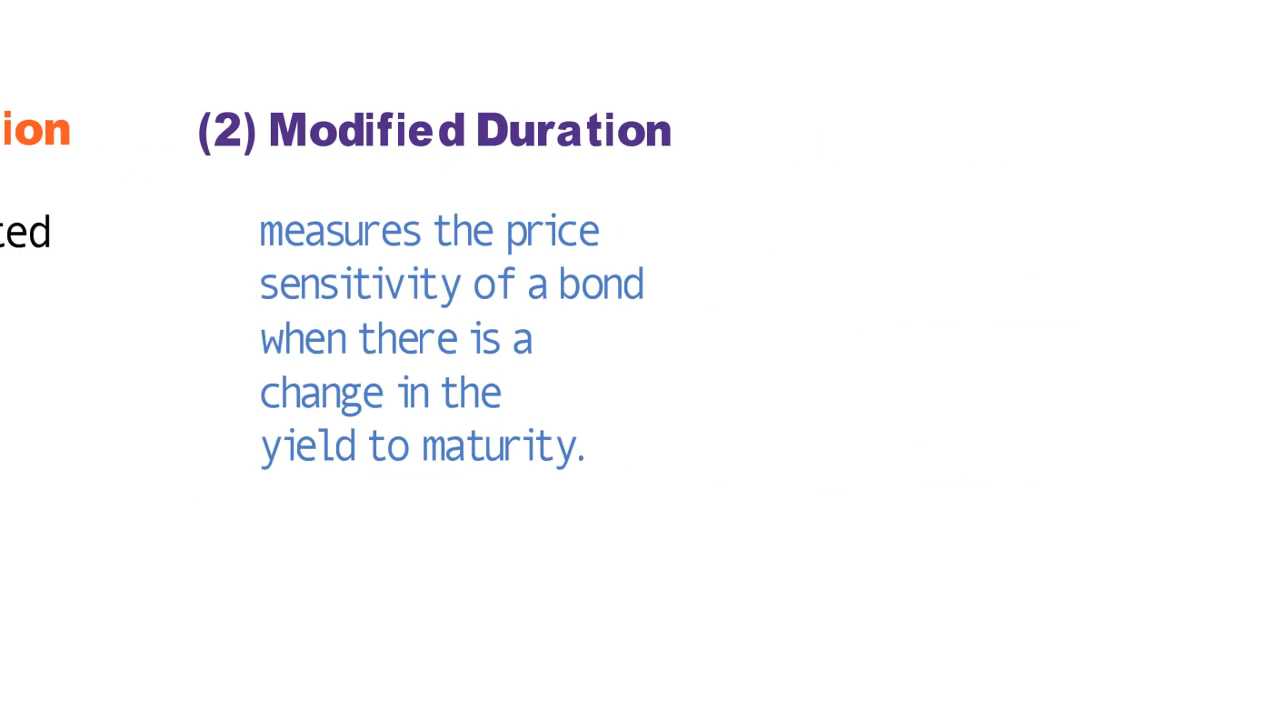 ion
(2) Modified Duration
ted
measures the price
sensitivity of a bond
when there is a
change in the
yield to maturity.